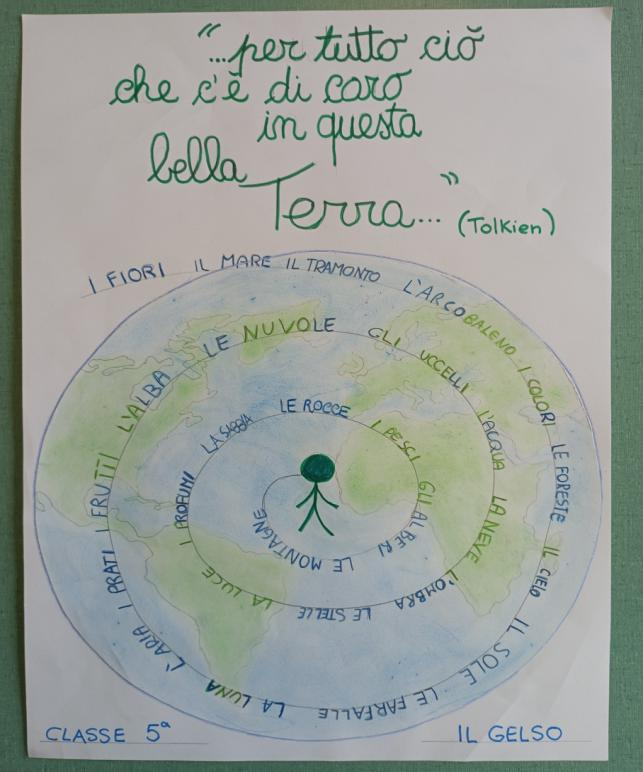 "...per tutto ciò
che c'è di caro
in questa
bella
Terra..."
(Tolkien)
I FIORI IL MARE IL TRAMONTO L'ARCOBALENO I COLORI LE FORESTE IL CIELO IL SOLE LE FARFALLE LA LUNA L'ARIA I PRATI I FRUTTI L'ALBA LE NUVOLE GLI UCCELLI L'ACQUA LA NEVE L'OMBRA LE STELLE LA LUCE I PROFUMI LA SABBIA LE ROCCE I PESCI GLI ALBERI LE MONTAGNE
CLASSE 5ª
IL GELSO